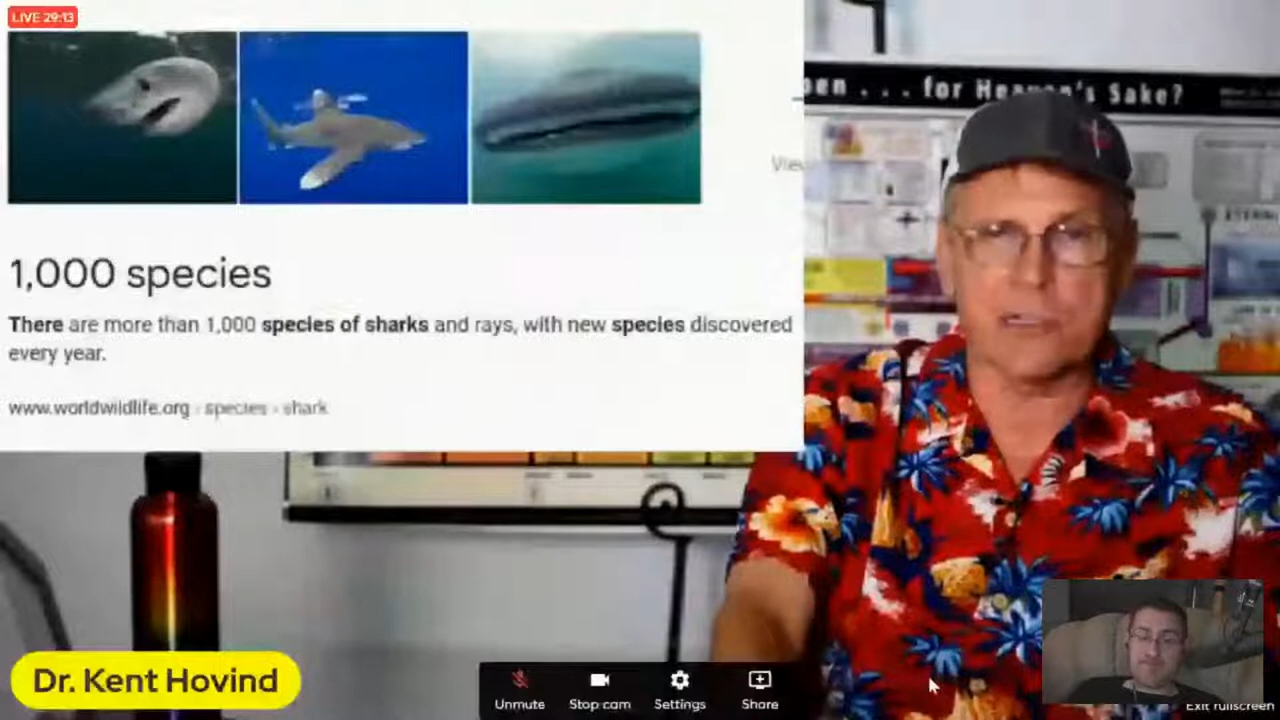 LIVE 29:13
pen . . . for Heaven's Sake?
View
1,000 species
There are more than 1,000 species of sharks and rays, with new species discovered
every year.
www.worldwildlife.org › species › shark
ETERN
Dr. Kent Hovind
Unmute
Stop cam
Settings
Share
Exit fullscreen